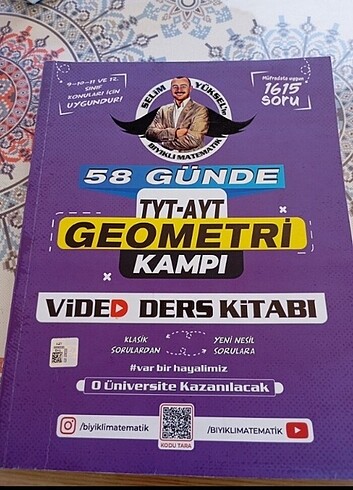 9-10-11 VE 12.
SINIF
KONULARI İÇİN
UYGUNDUR!
Müfredata uygun
1615
soru
SELİM YÜKSEL'in
BIYIKLI MATEMATİK
58 GÜNDE
TYT-AYT
GEOMETRİ
KAMPI
VİDEO DERS KİTABI
KLASİK
SORULARDAN
YENİ NESİL
SORULARA
#var bir hayalimiz
O Üniversite Kazanılacak
/biyiklimatematik
KODU TARA
/BIYIKLIMATEMATIK